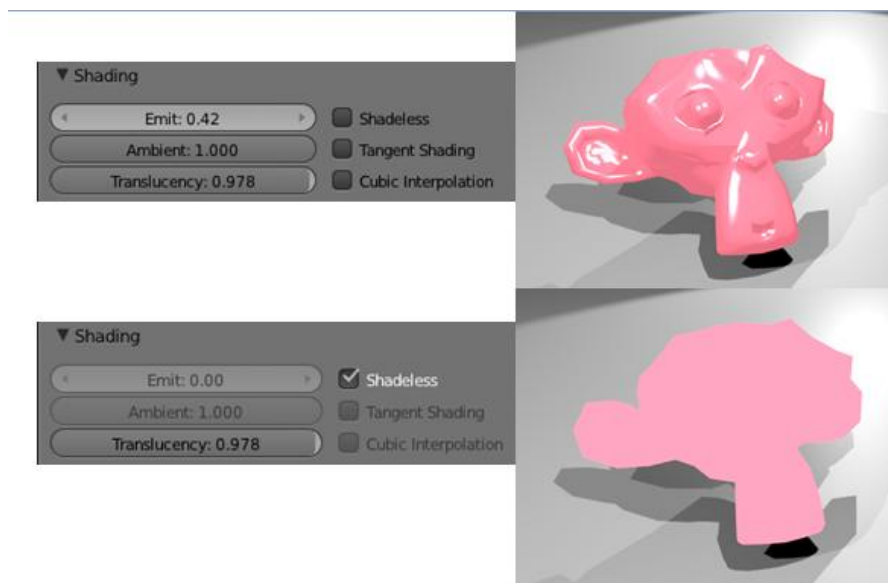 Shading
Emit: 0.42
Shadeless
Ambient: 1.000
Tangent Shading
Translucency: 0.978
Cubic Interpolation
Shading
Emit: 0.00
Shadeless
Ambient: 1.000
Tangent Shading
Translucency: 0.978
Cubic Interpolation